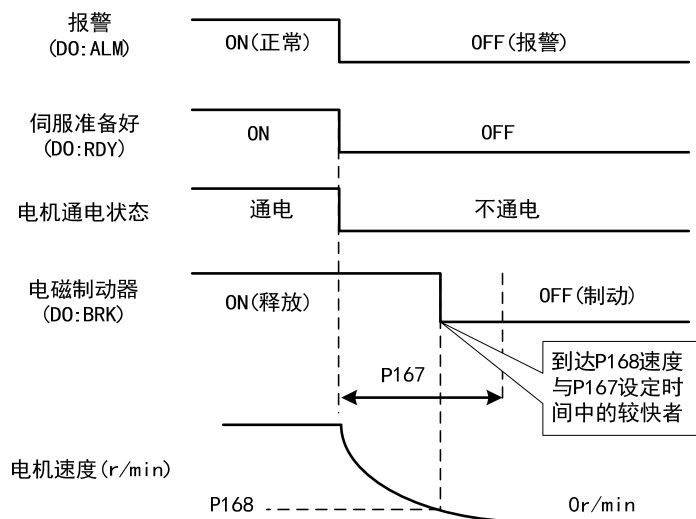 报警
(DO:ALM)
ON(正常)
OFF(报警)
伺服准备好
(DO:RDY)
ON
OFF
电机通电状态
通电
不通电
电磁制动器
(DO:BRK)
ON(释放)
OFF(制动)
P167
到达P168速度
与P167设定时
间中的较快者
电机速度(r/min)
P168
0r/min